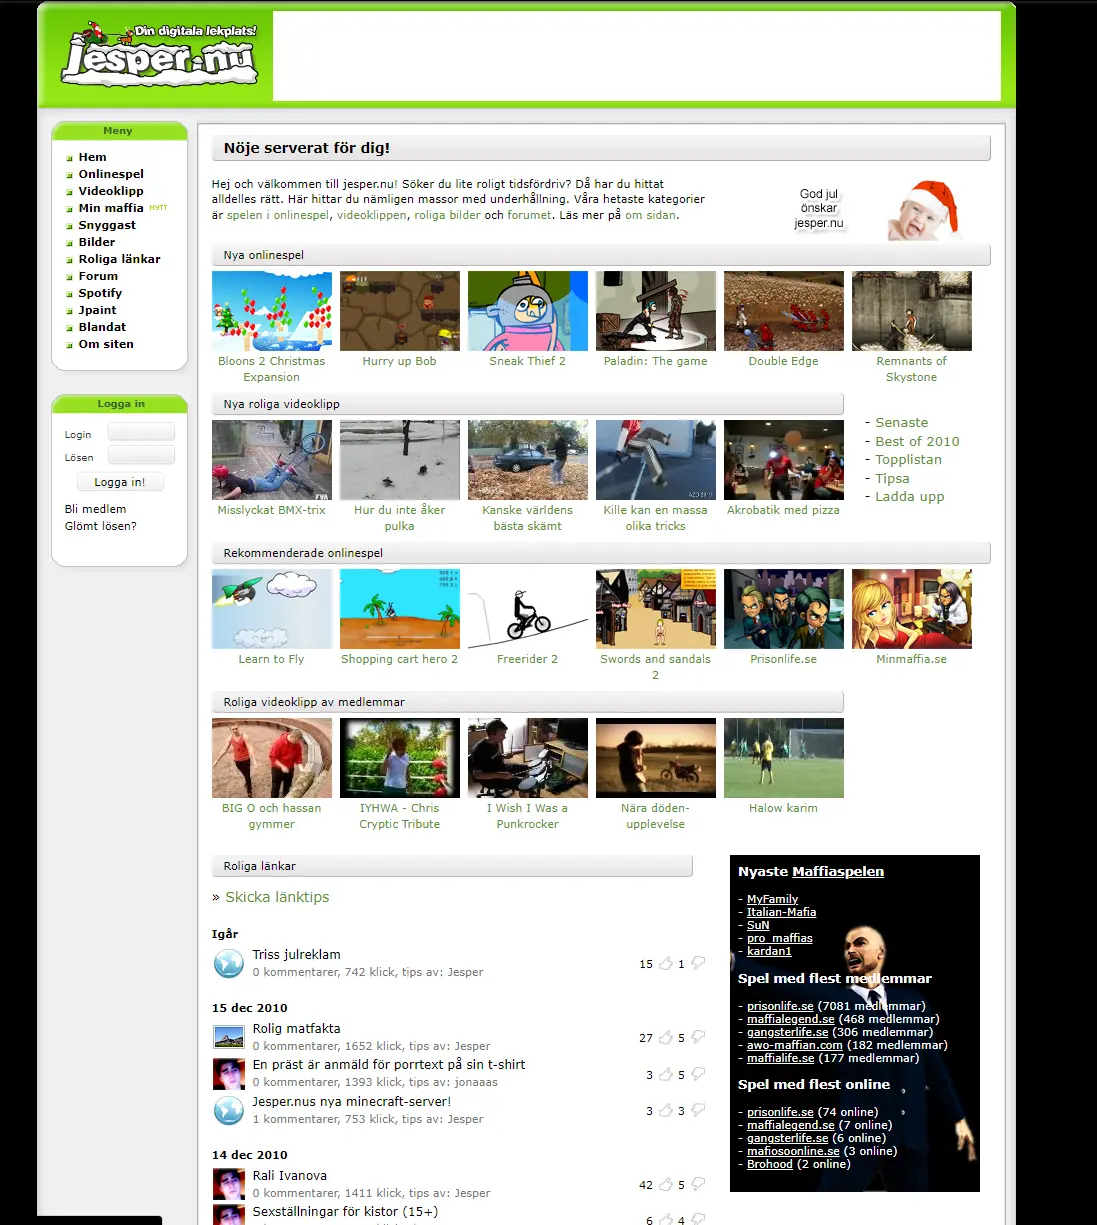 Din digitala lekplats!
Jesper.nu
Meny
Hem
Onlinespel
Videoklipp
Min maffia NYTT
Snyggast
Bilder
Roliga länkar
Forum
Spotify
Jpaint
Blandat
Om siten
Logga in
Login
Lösen
Logga in!
Bli medlem
Glömt lösen?
Nöje serverat för dig!
Hej och välkommen till jesper.nu! Söker du lite roligt tidsfördriv? Då har du hittat
alldeles rätt. Här hittar du nämligen massor med underhållning. Våra hetaste kategorier
är spelen i onlinespel, videoklippen, roliga bilder och forumet. Läs mer på om sidan.
God jul
önskar
jesper.nu
Nya onlinespel
Bloons 2 Christmas
Expansion
Hurry up Bob
Sneak Thief 2
Paladin: The game
Double Edge
Remnants of
Skystone
Nya roliga videoklipp
Misslyckat BMX-trix
Hur du inte åker
pulka
Kanske världens
bästa skämt
Kille kan en massa
olika tricks
Akrobatik med pizza
- Senaste
- Best of 2010
- Topplistan
- Tipsa
- Ladda upp
Rekommenderade onlinespel
Learn to Fly
Shopping cart hero 2
Freerider 2
Swords and sandals
2
Prisonlife.se
Minmaffia.se
Roliga videoklipp av medlemmar
BIG O och hassan
gymmer
IYHWA - Chris
Cryptic Tribute
I Wish I Was a
Punkrocker
Nära döden-
upplevelse
Halow karim
Roliga länkar
» Skicka länktips
Igår
Triss julreklam
0 kommentarer, 742 klick, tips av: Jesper
15 1
15 dec 2010
Rolig matfakta
0 kommentarer, 1652 klick, tips av: Jesper
27 5
En präst är anmäld för porrtext på sin t-shirt
0 kommentarer, 1393 klick, tips av: jonaaas
3 5
Jesper.nus nya minecraft-server!
1 kommentarer, 753 klick, tips av: Jesper
3 3
14 dec 2010
Rali Ivanova
0 kommentarer, 1411 klick, tips av: Jesper
42 5
Sexställningar för kistor (15+)
6 4
Nyaste Maffiaspelen
- MyFamily
- Italian-Mafia
- SuN
- pro_maffias
- kardan1
Spel med flest medlemmar
- prisonlife.se (7081 medlemmar)
- maffialegend.se (468 medlemmar)
- gangsterlife.se (306 medlemmar)
- awo-maffian.com (182 medlemmar)
- maffialife.se (177 medlemmar)
Spel med flest online
- prisonlife.se (74 online)
- maffialegend.se (7 online)
- gangsterlife.se (6 online)
- mafiosoonline.se (3 online)
- Brohood (2 online)